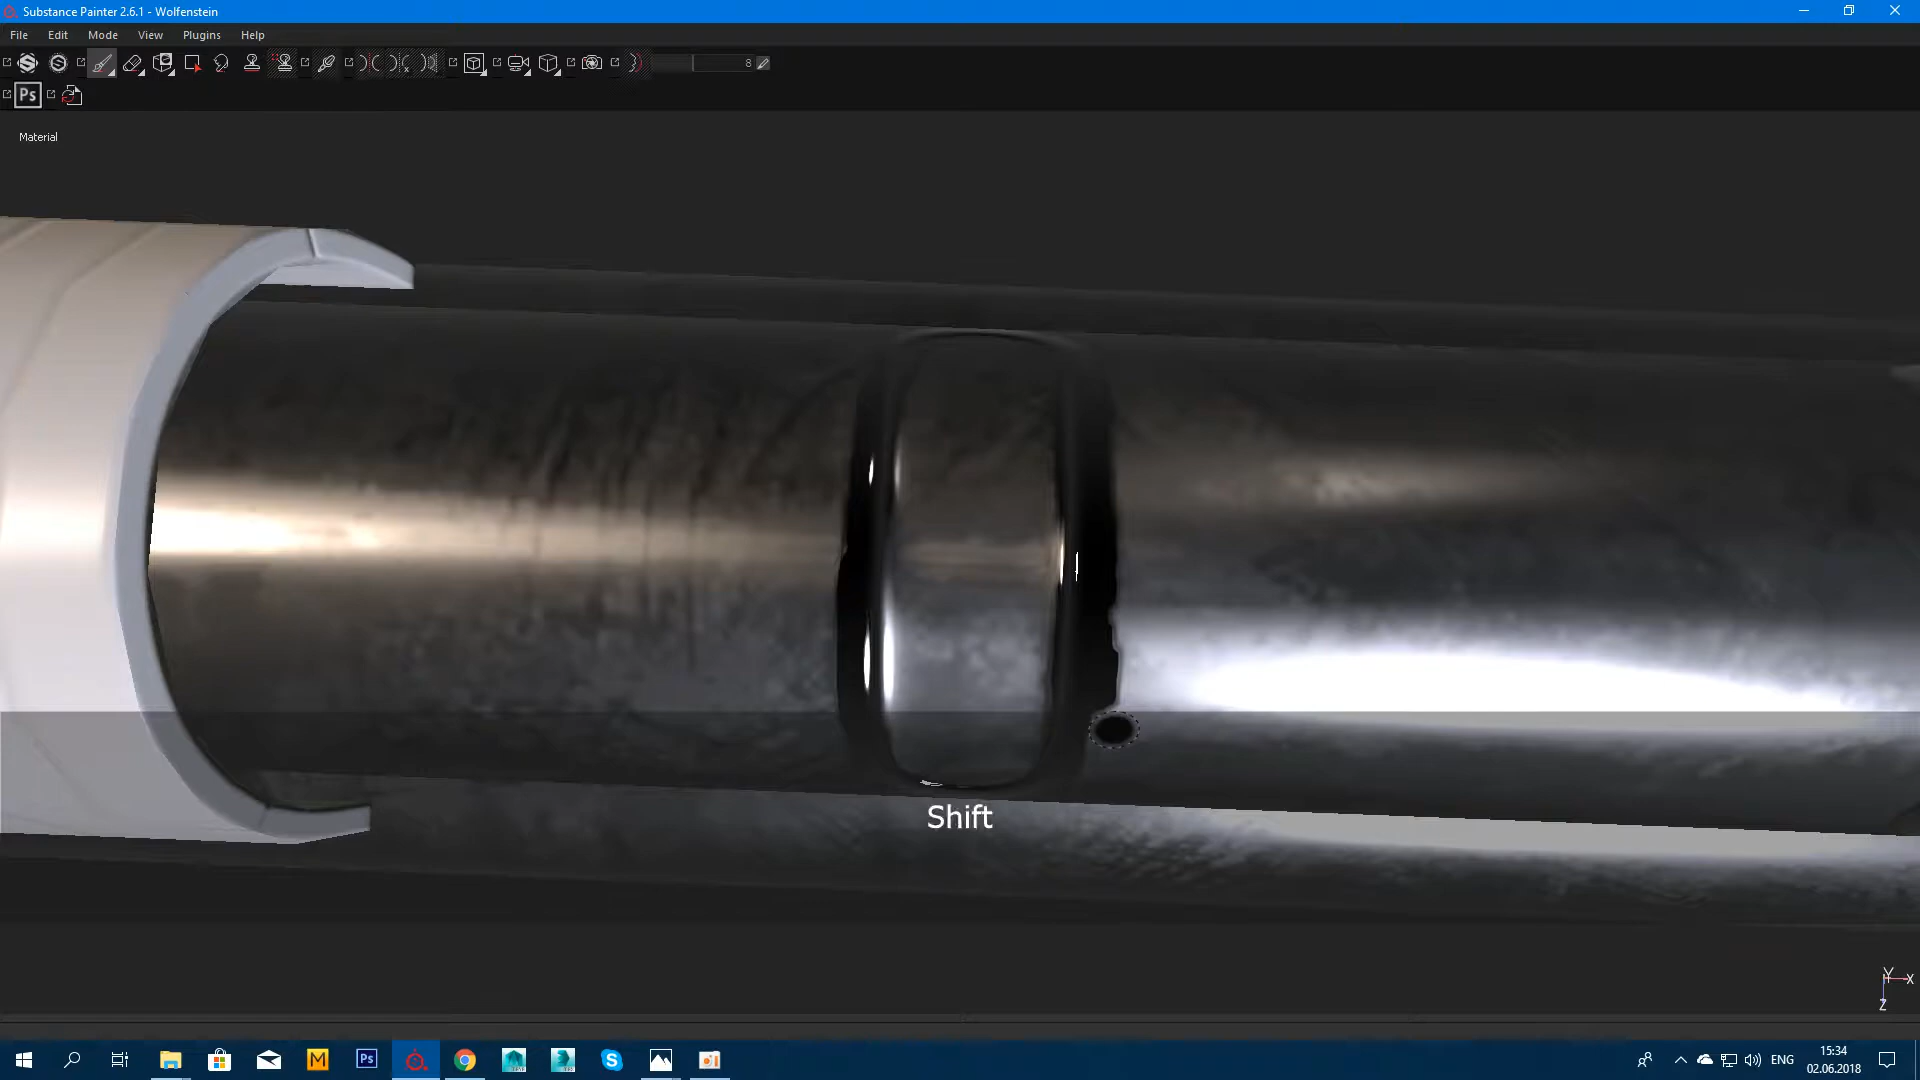 Substance Painter 2.6.1 - Wolfenstein
File Edit Mode View Plugins Help
8
Ps
Material
Shift
Y
X
Z
M
Ps
ENG
15:34
02.06.2018